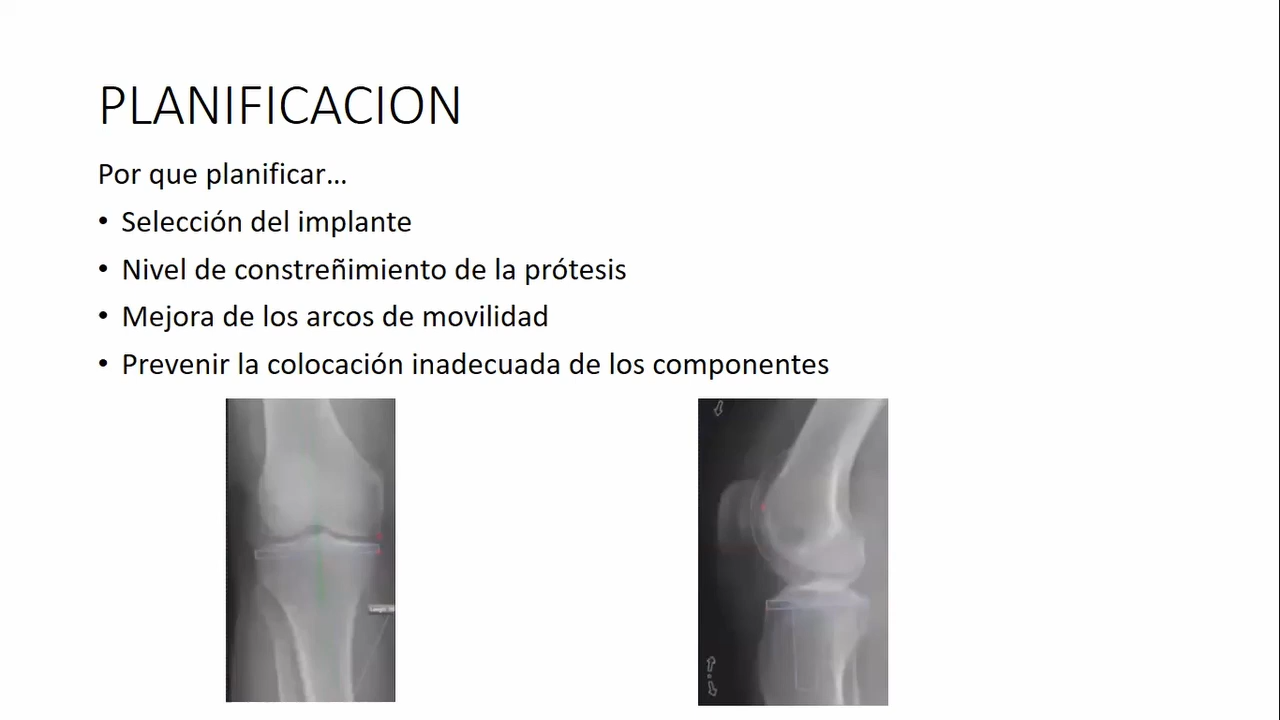 PLANIFICACION
Por que planificar...
• Selección del implante
• Nivel de constreñimiento de la prótesis
• Mejora de los arcos de movilidad
• Prevenir la colocación inadecuada de los componentes